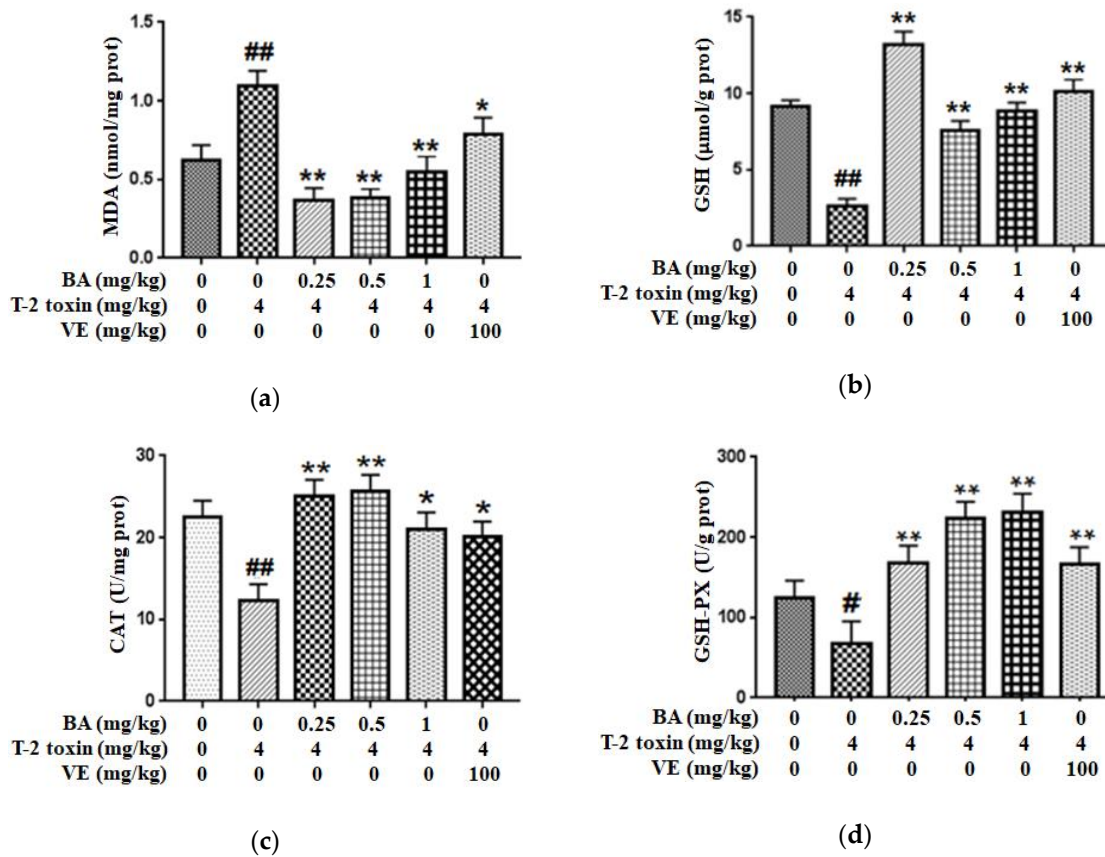 MDA (nmol/mg prot)
1.5
1.0
0.5
0.0
##
**
**
**
*
BA (mg/kg) 0 0 0.25 0.5 1 0
T-2 toxin (mg/kg) 0 4 4 4 4 4
VE (mg/kg) 0 0 0 0 0 100
(a)
GSH (μmol/g prot)
15
10
5
0
##
**
**
**
**
BA (mg/kg) 0 0 0.25 0.5 1 0
T-2 toxin (mg/kg) 0 4 4 4 4 4
VE (mg/kg) 0 0 0 0 0 100
(b)
CAT (U/mg prot)
30
20
10
0
##
**
**
*
*
BA (mg/kg) 0 0 0.25 0.5 1 0
T-2 toxin (mg/kg) 0 4 4 4 4 4
VE (mg/kg) 0 0 0 0 0 100
(c)
GSH-PX (U/g prot)
300
200
100
0
#
**
**
**
**
BA (mg/kg) 0 0 0.25 0.5 1 0
T-2 toxin (mg/kg) 0 4 4 4 4 4
VE (mg/kg) 0 0 0 0 0 100
(d)